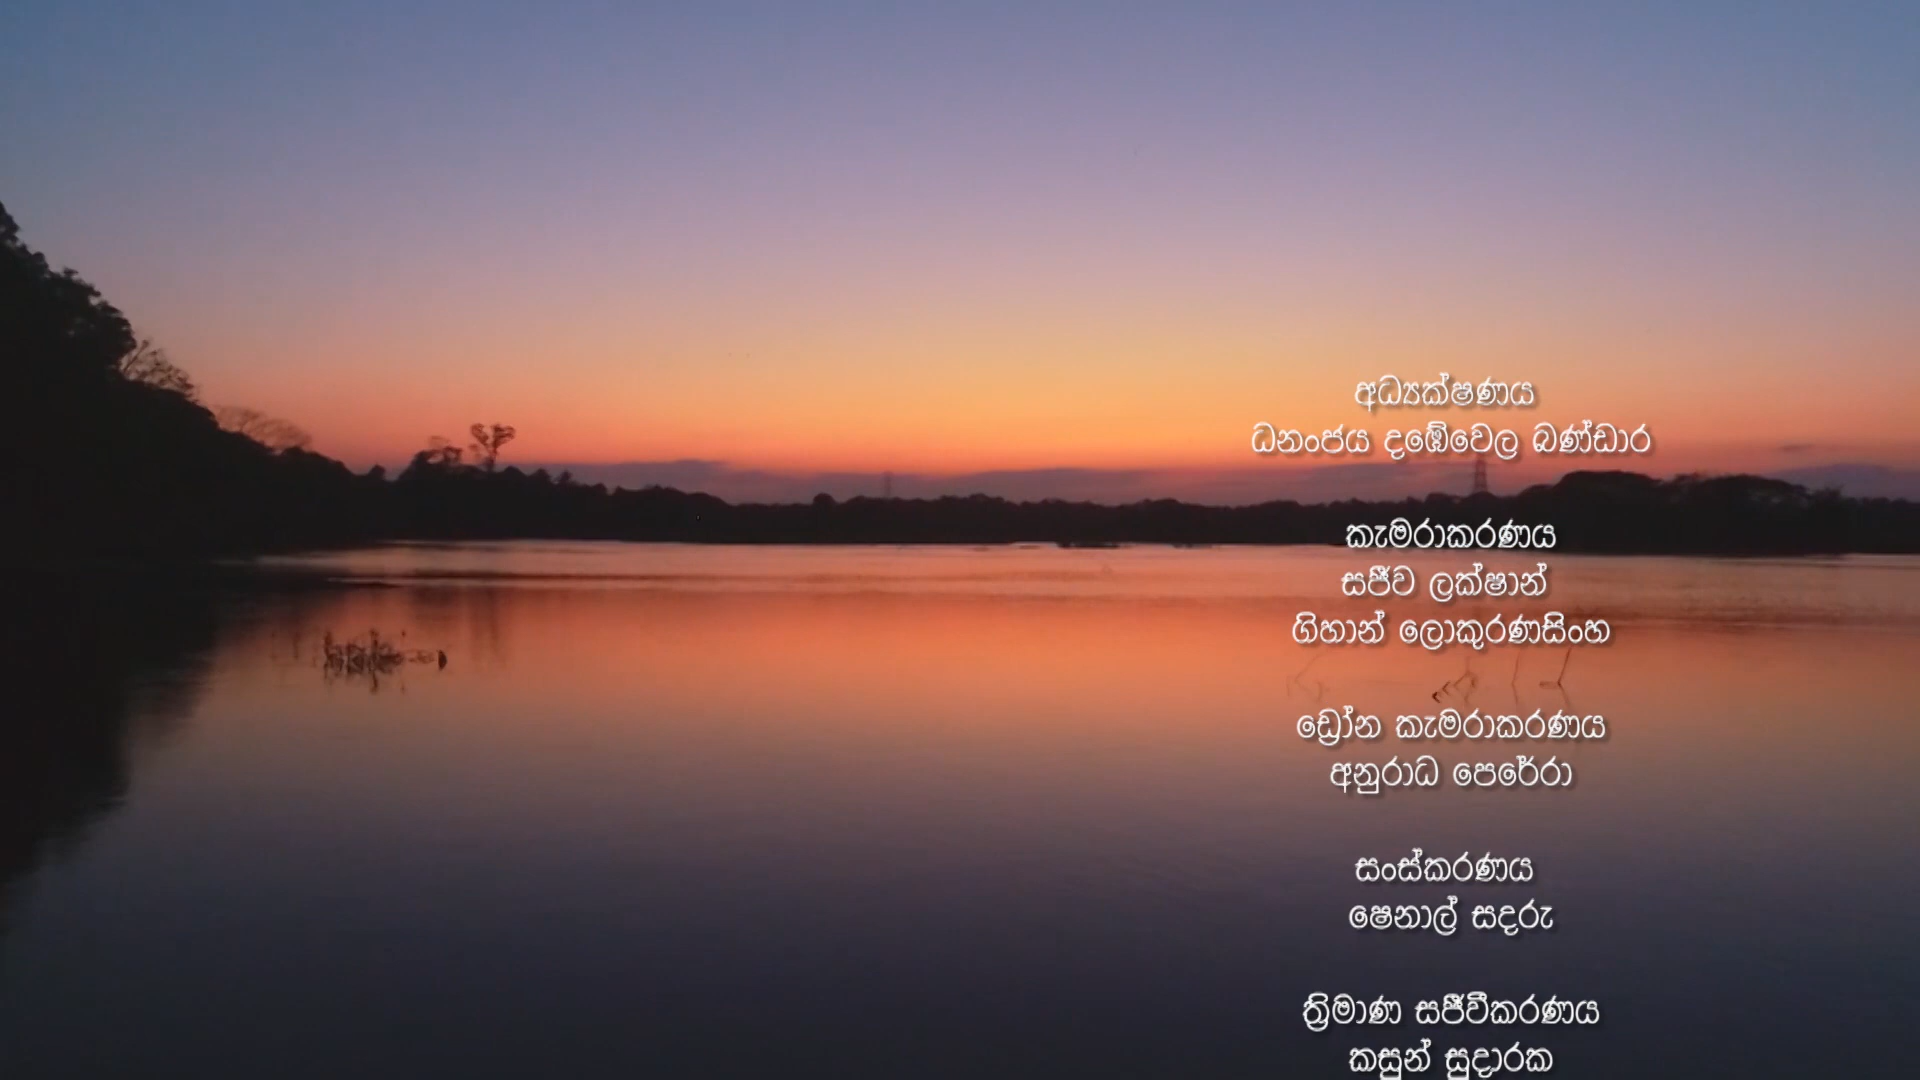 අධ්‍යක්ෂණය
ධනංජය දඹේවෙල බණ්ඩාර
කැමරාකරණය
සජීව ලක්ෂාන්
ගිහාන් ලොකුරණසිංහ
ඩ්‍රෝන කැමරාකරණය
අනුරාධ පෙරේරා
සංස්කරණය
ෂෙනාල් සදරු
ත්‍රිමාණ සජීවීකරණය
කසුන් සුදාරක